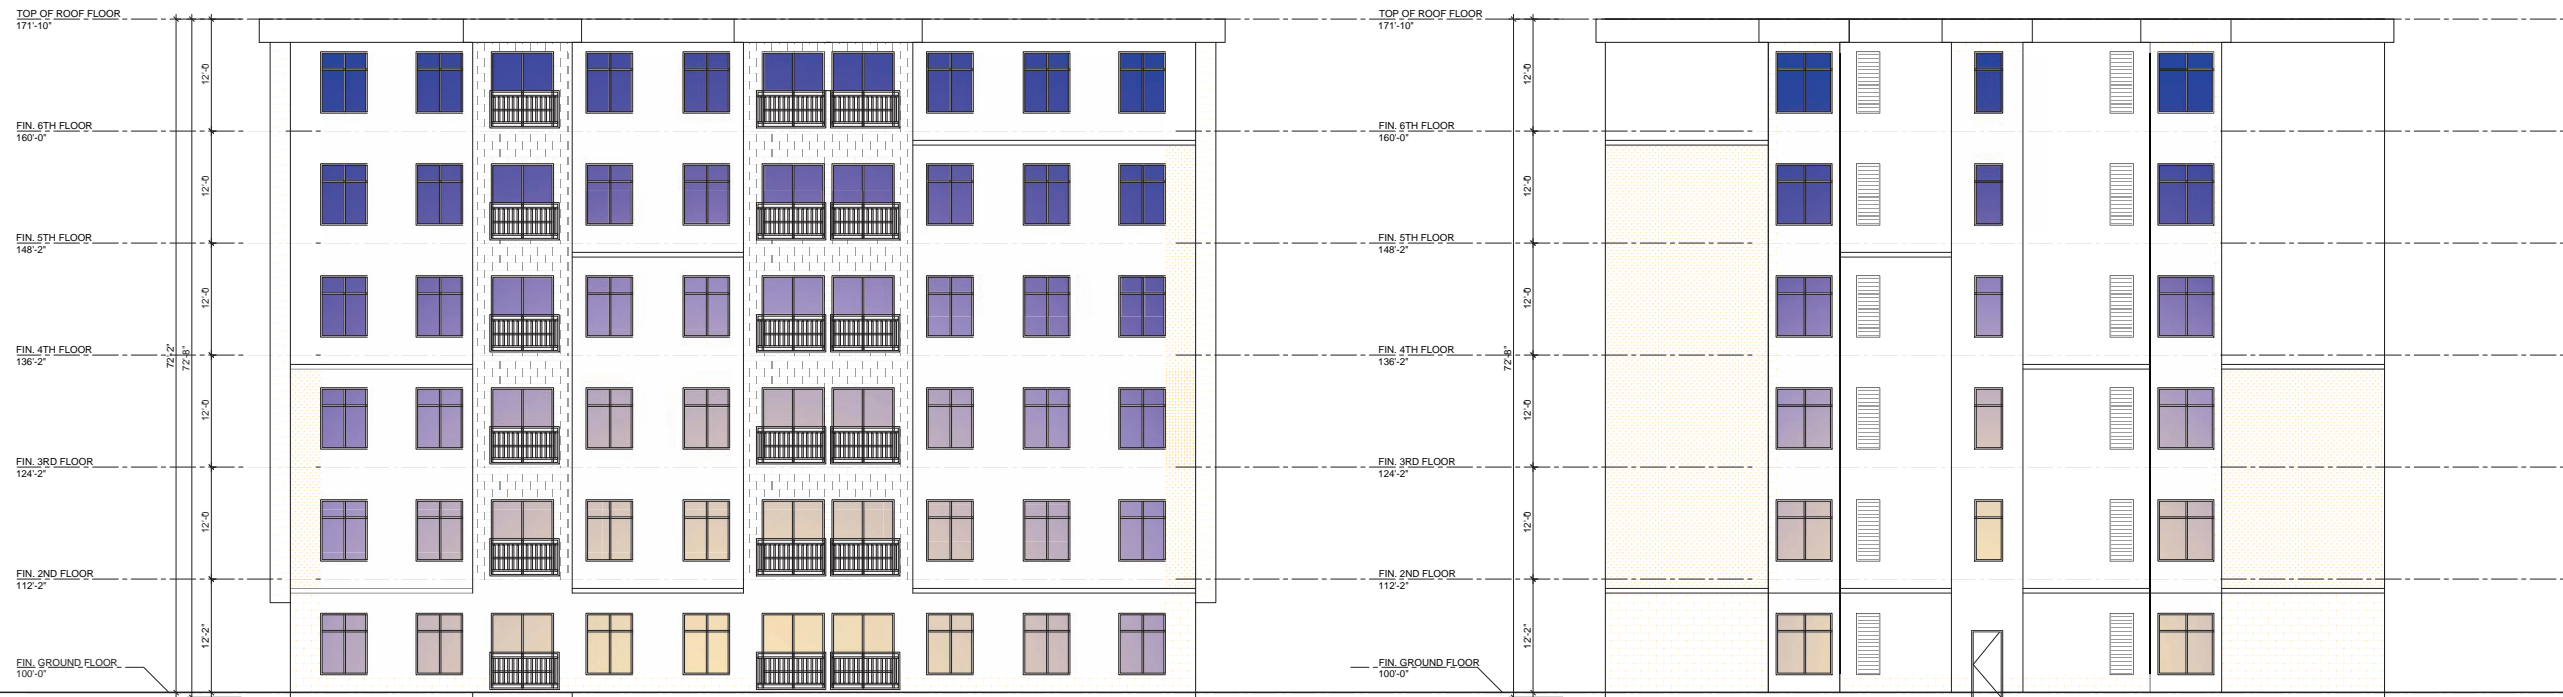 TOP OF ROOF FLOOR
171'-10"
FIN. 6TH FLOOR
160'-0"
FIN. 5TH FLOOR
148'-2"
FIN. 4TH FLOOR
136'-2"
FIN. 3RD FLOOR
124'-2"
FIN. 2ND FLOOR
112'-2"
FIN. GROUND FLOOR
100'-0"
72'-2"
72'-8"
12'-0
12'-0
12'-0
12'-0
12'-0
12'-2"
TOP OF ROOF FLOOR
171'-10"
FIN. 6TH FLOOR
160'-0"
FIN. 5TH FLOOR
148'-2"
FIN. 4TH FLOOR
136'-2"
FIN. 3RD FLOOR
124'-2"
FIN. 2ND FLOOR
112'-2"
FIN. GROUND FLOOR
100'-0"
72'-8"
12'-0
12'-0
12'-0
12'-0
12'-0
12'-2"